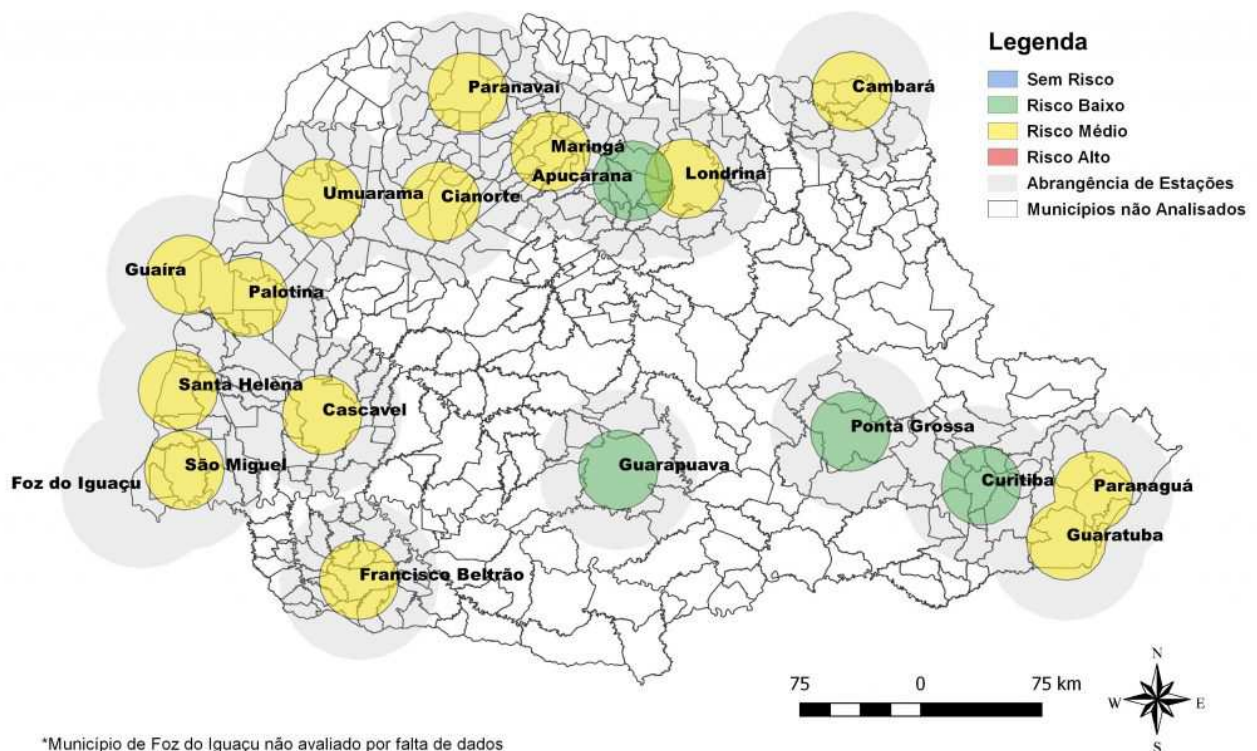 Legenda
Sem Risco
Risco Baixo
Risco Médio
Risco Alto
Abrangência de Estações
Municípios não Analisados
Paranavaí
Cambará
Maringá
Apucarana
Londrina
Umuarama
Cianorte
Guaíra
Palotina
Santa Helena
Cascavel
São Miguel
Foz do Iguaçu
Ponta Grossa
Guarapuava
Curitiba
Paranaguá
Guaratuba
Francisco Beltrão
75 0 75 km
N
W E
S
*Município de Foz do Iguaçu não avaliado por falta de dados